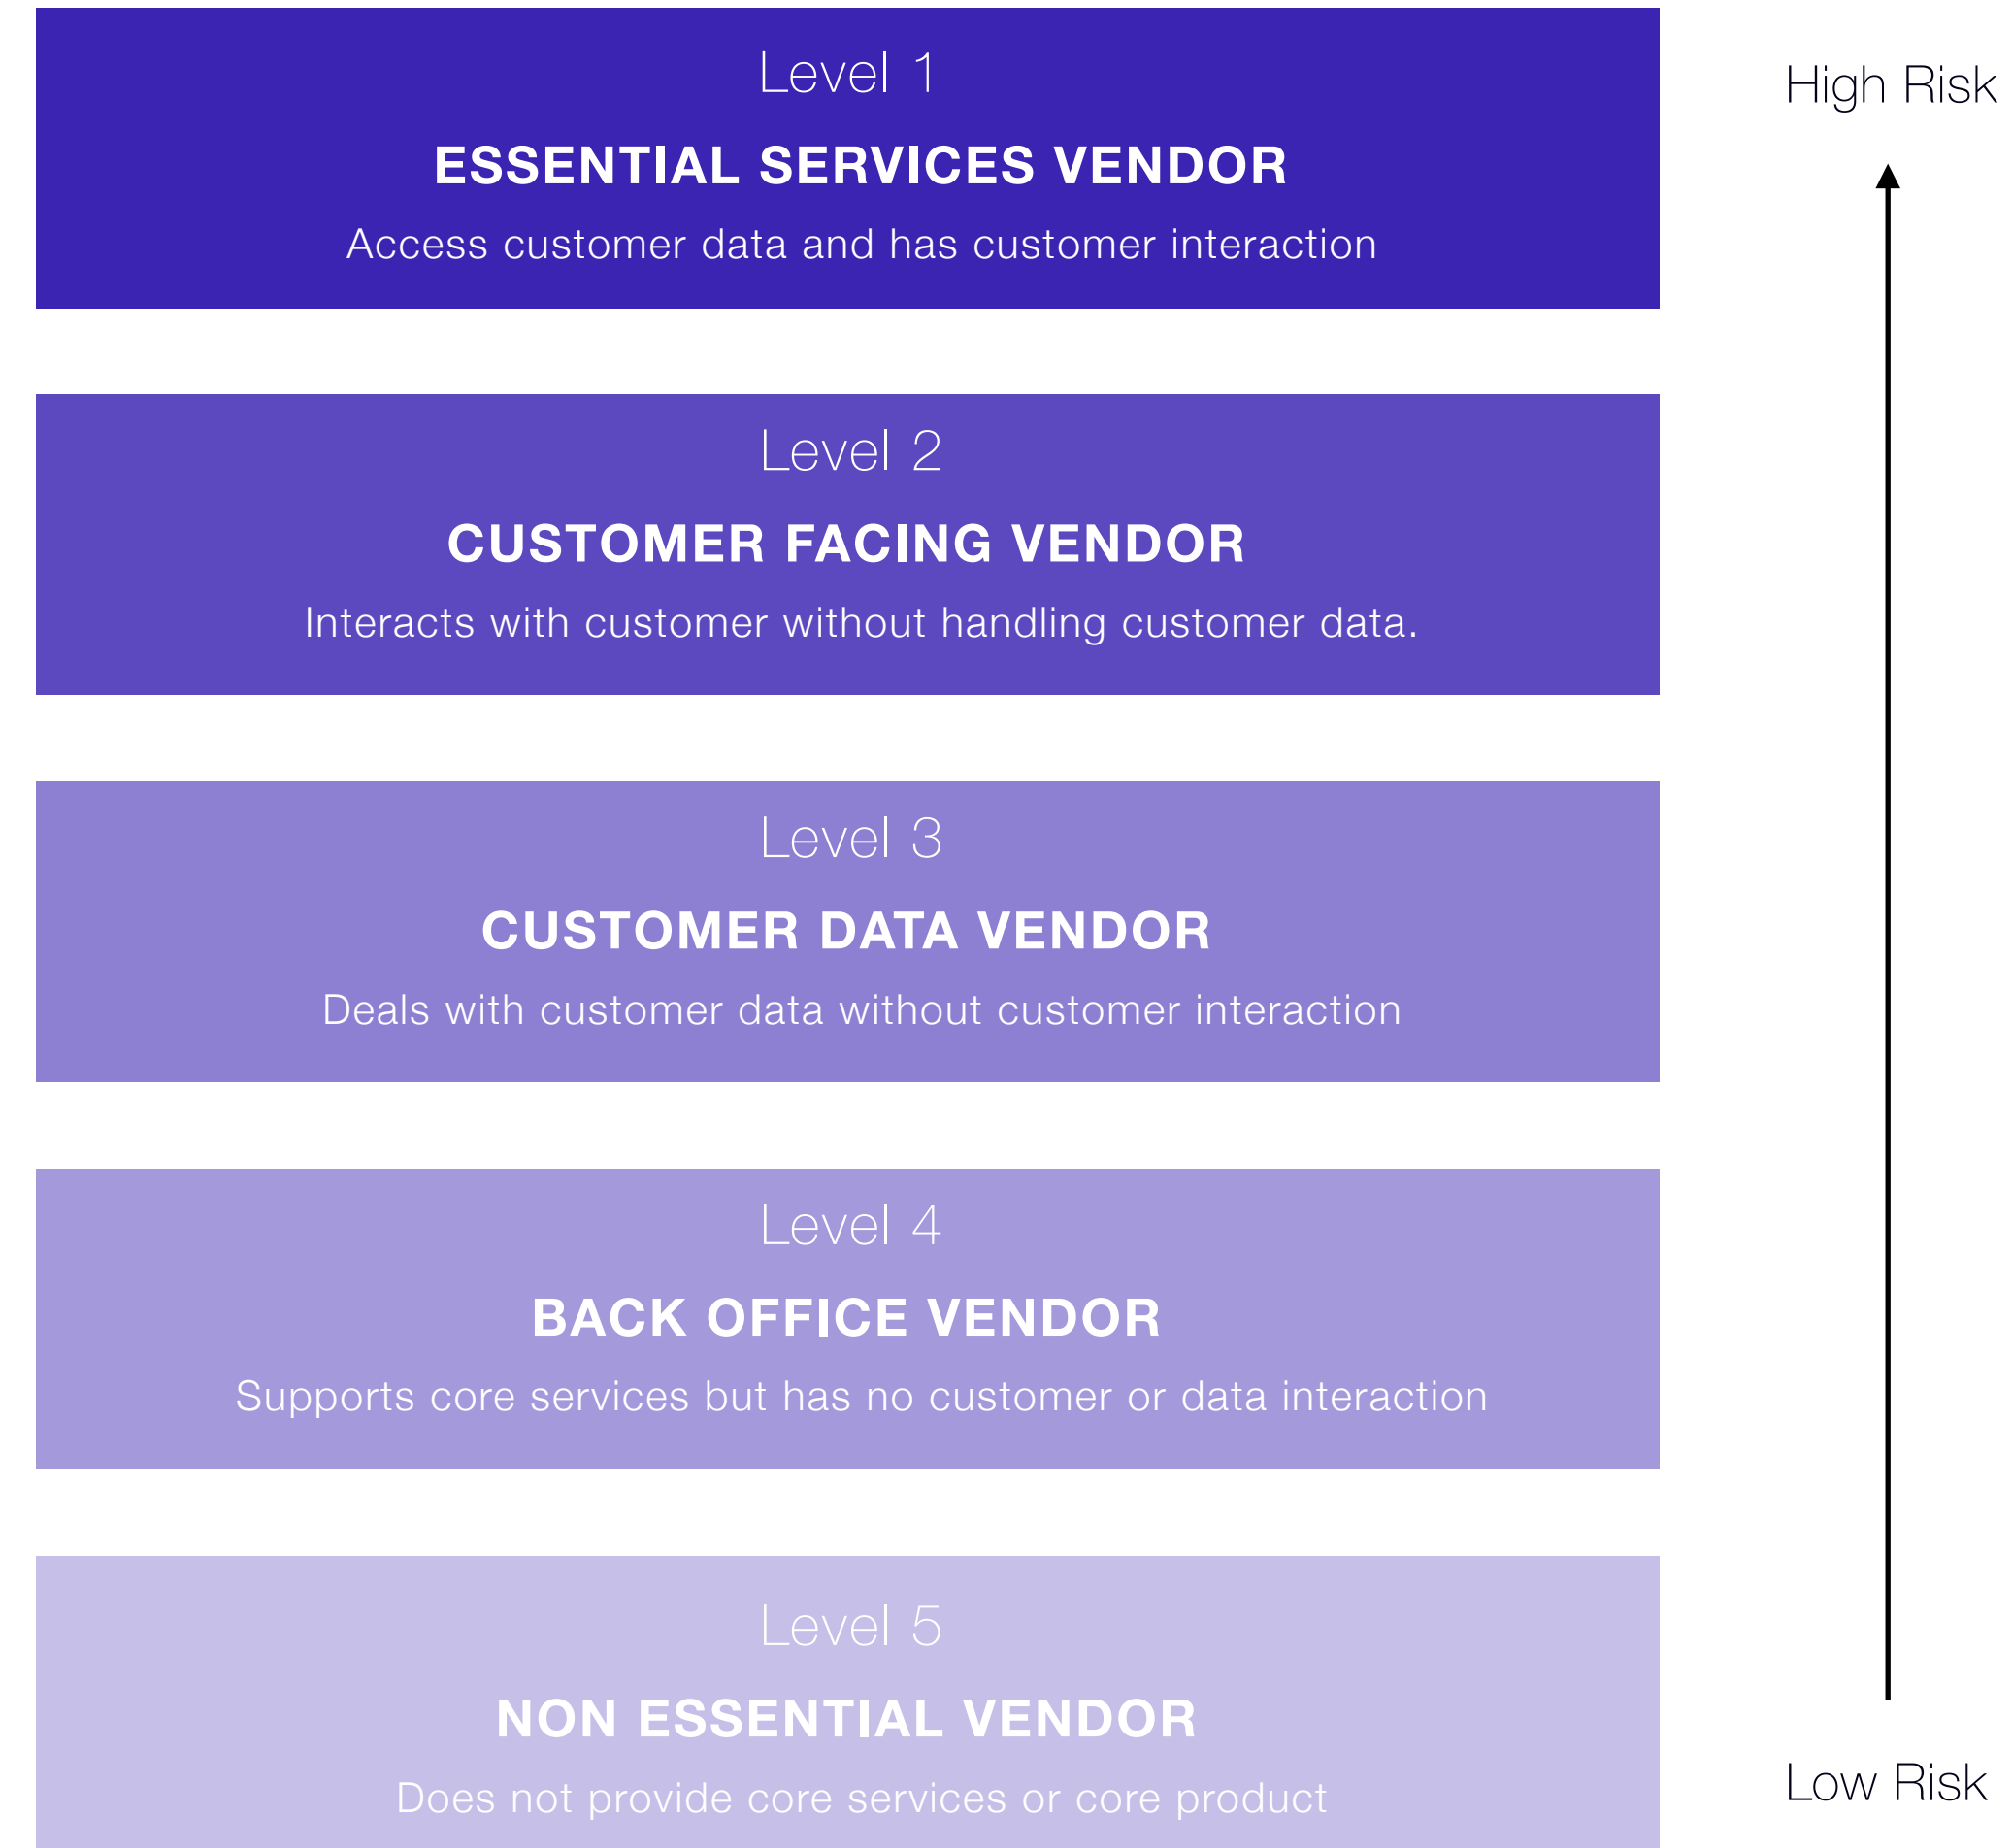 Level 1
ESSENTIAL SERVICES VENDOR
Access customer data and has customer interaction
High Risk
Level 2
CUSTOMER FACING VENDOR
Interacts with customer without handling customer data.
Level 3
CUSTOMER DATA VENDOR
Deals with customer data without customer interaction
Level 4
BACK OFFICE VENDOR
Supports core services but has no customer or data interaction
Level 5
NON ESSENTIAL VENDOR
Does not provide core services or core product
Low Risk